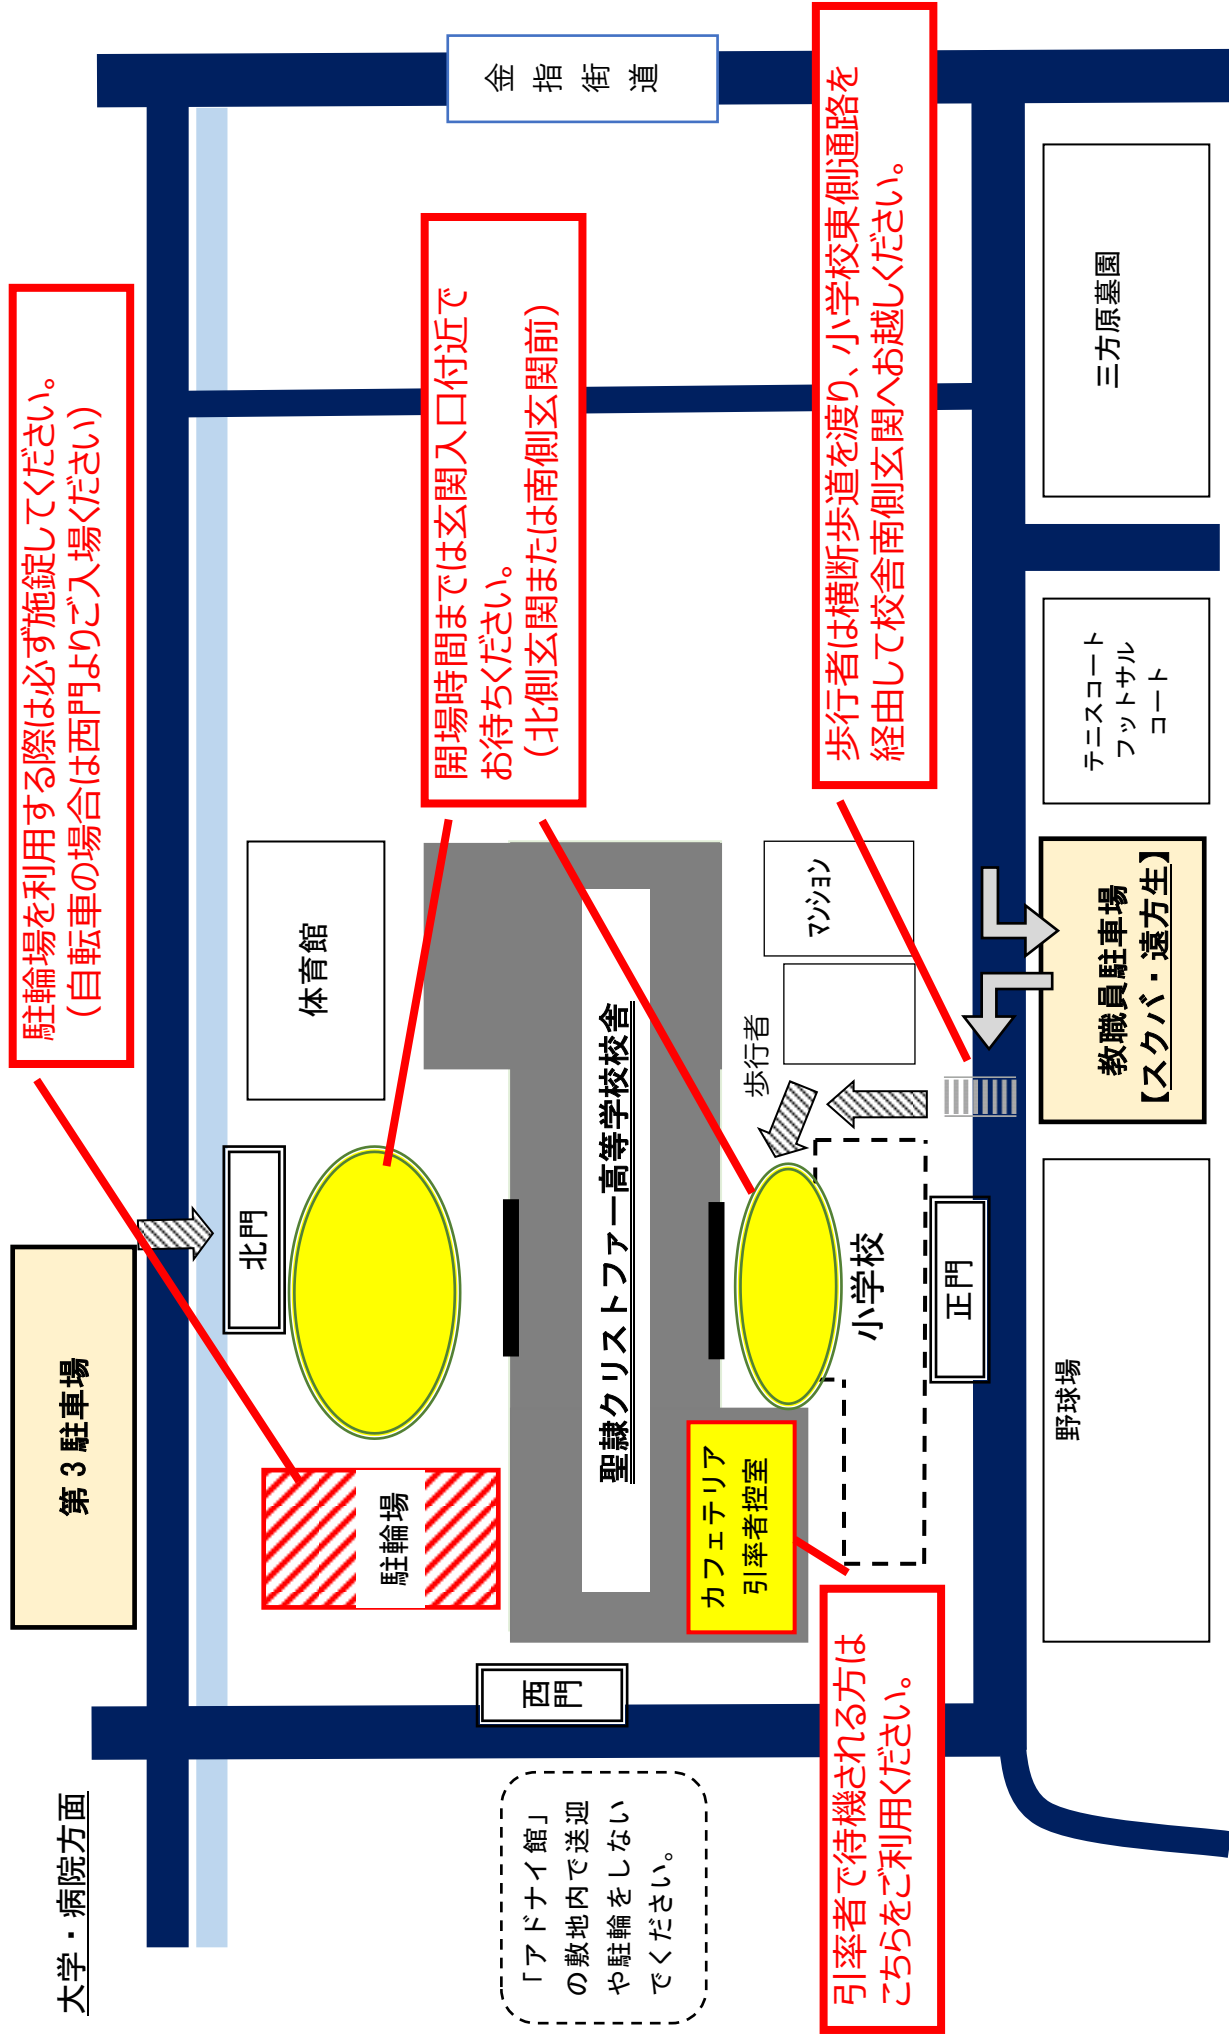 大学・病院方面
第3駐車場
駐輪場を利用する際は必ず施錠してください。
（自転車の場合は西門よりご入場ください）
北門
体育館
駐輪場
開場時間までは玄関入口付近で
お待ちください。
（北側玄関または南側玄関前）
金指街道
西門
「アドナイ館」
の敷地内で送迎
や駐輪をしない
でください。
聖隷クリストファー高等学校校舎
カフェテリア
引率者控室
歩行者
マンション
小学校
正門
歩行者は横断歩道を渡り、小学校東側通路を
経由して校舎南側玄関へお越しください。
引率者で待機される方は
こちらをご利用ください。
野球場
教職員駐車場
【スクバ・遠方生】
テニスコート
フットサル
コート
三方原墓園